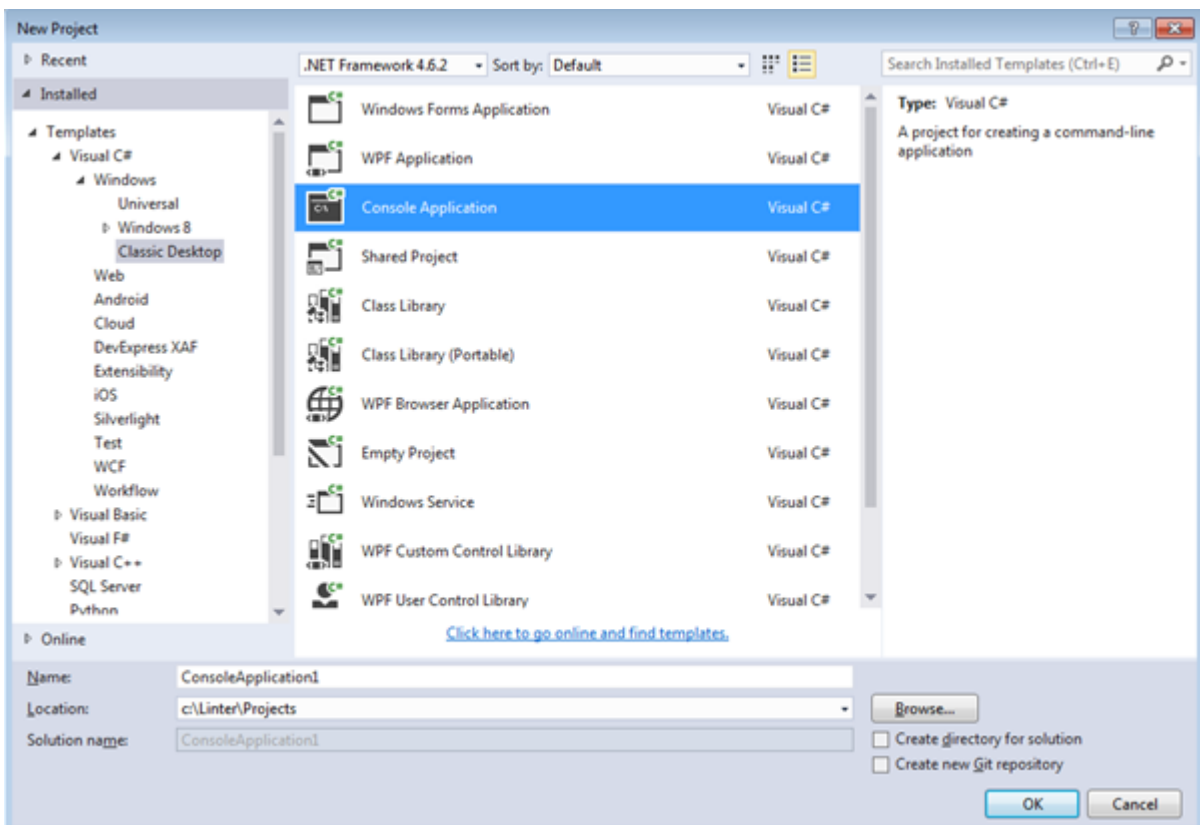 New Project
Recent
Installed
Templates
Visual C#
Windows
Universal
Windows 8
Classic Desktop
Web
Android
Cloud
DevExpress XAF
Extensibility
iOS
Silverlight
Test
WCF
Workflow
Visual Basic
Visual F#
Visual C++
SQL Server
Python
Online
.NET Framework 4.6.2 Sort by: Default
Windows Forms Application Visual C#
WPF Application Visual C#
Console Application Visual C#
Shared Project Visual C#
Class Library Visual C#
Class Library (Portable) Visual C#
WPF Browser Application Visual C#
Empty Project Visual C#
Windows Service Visual C#
WPF Custom Control Library Visual C#
WPF User Control Library Visual C#
Click here to go online and find templates.
Search Installed Templates (Ctrl+E)
Type: Visual C#
A project for creating a command-line
application
Name: ConsoleApplication1
Location: c:\Linter\Projects Browse...
Solution name: ConsoleApplication1 Create directory for solution
Create new Git repository
OK Cancel